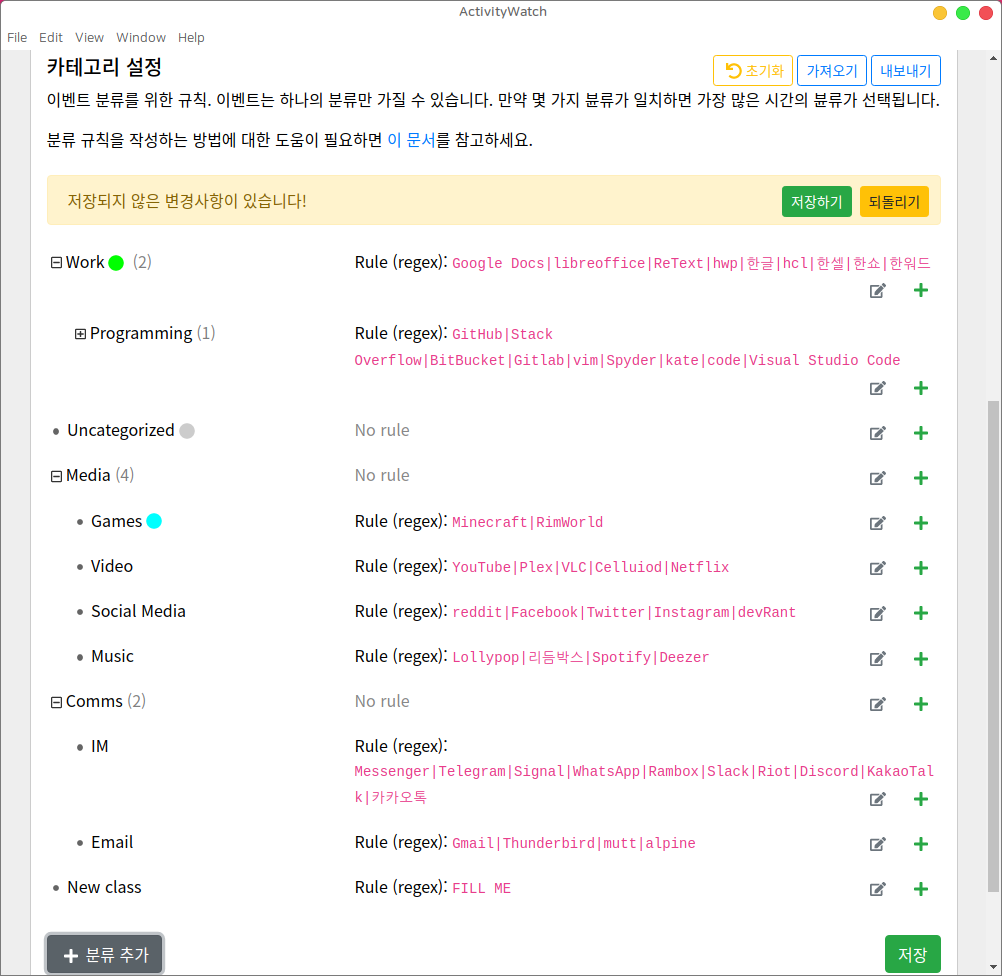 ActivityWatch
File Edit View Window Help
카테고리 설정
초기화 가져오기 내보내기
이벤트 분류를 위한 규칙. 이벤트는 하나의 분류만 가질 수 있습니다. 만약 몇 가지 분류가 일치하면 가장 많은 시간의 뷴류가 선택됩니다.
분류 규칙을 작성하는 방법에 대한 도움이 필요하면 이 문서를 참고하세요.
저장되지 않은 변경사항이 있습니다! 저장하기 되돌리기
Work (2) Rule (regex): Google Docs|libreoffice|ReText|hwp|한글|hcl|한셀|한쇼|한워드
Programming (1) Rule (regex): GitHub|Stack
Overflow|BitBucket|Gitlab|vim|Spyder|kate|code|Visual Studio Code
Uncategorized No rule
Media (4) No rule
Games Rule (regex): Minecraft|RimWorld
Video Rule (regex): YouTube|Plex|VLC|Celluiod|Netflix
Social Media Rule (regex): reddit|Facebook|Twitter|Instagram|devRant
Music Rule (regex): Lollypop|리듬박스|Spotify|Deezer
Comms (2) No rule
IM Rule (regex):
Messenger|Telegram|Signal|WhatsApp|Rambox|Slack|Riot|Discord|KakaoTal
k|카카오톡
Email Rule (regex): Gmail|Thunderbird|mutt|alpine
New class Rule (regex): FILL ME
분류 추가 저장